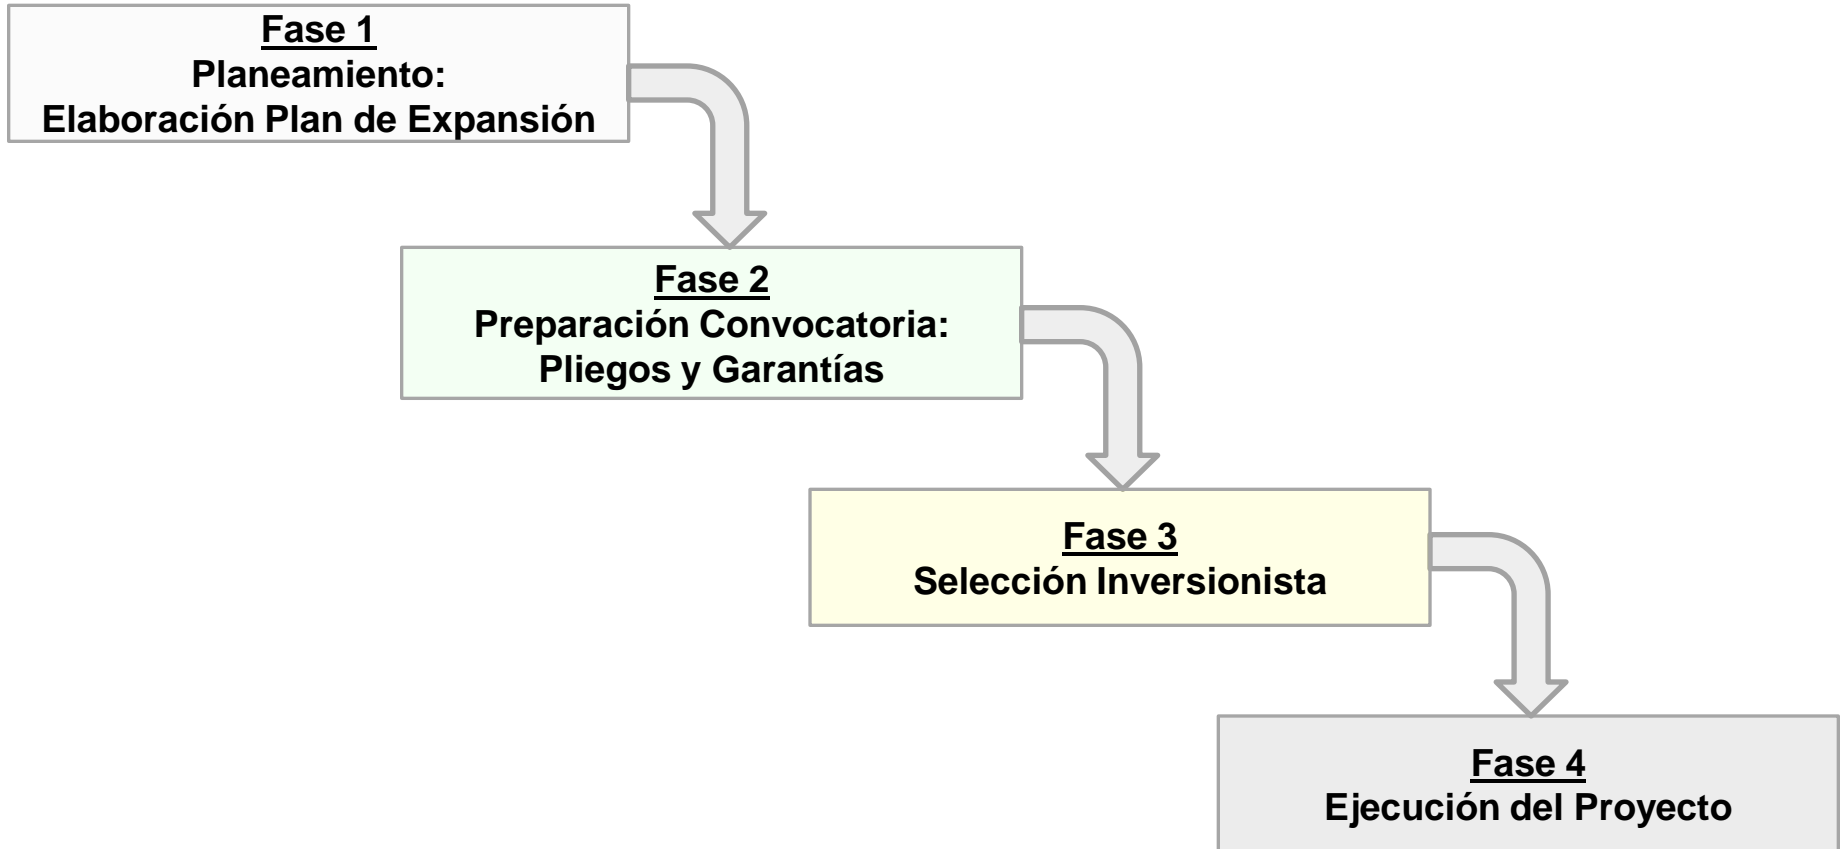 Fase 1
Planeamiento:
Elaboración Plan de Expansión
Fase 2
Preparación Convocatoria:
Pliegos y Garantías
Fase 3
Selección Inversionista
Fase 4
Ejecución del Proyecto